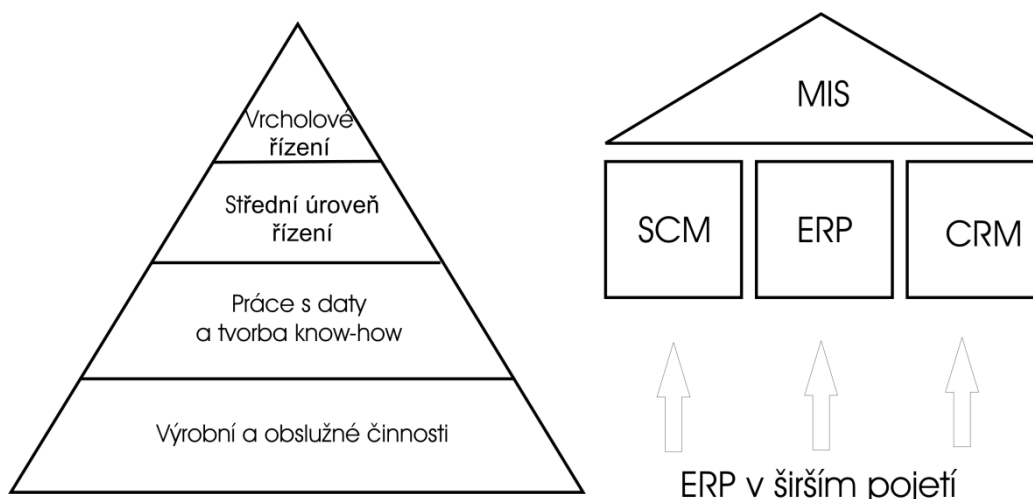 Vrcholové
řízení
Střední úroveň
řízení
Práce s daty
a tvorba know-how
Výrobní a obslužné činnosti
MIS
SCM
ERP
CRM
ERP v širším pojetí